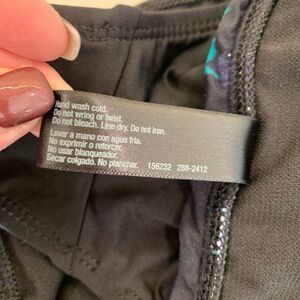 Hand wash cold.
Do not wring or twist.
Do not bleach. Line dry. Do not iron.
Lavar a mano con agua fria.
No exprimir o retorcer.
No usar blanqueador.
Secar colgado. No planchar. 156232 288-2412